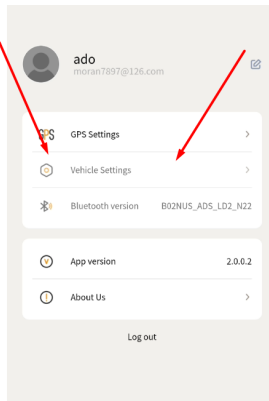 ado
moran7897@126.com
GPS GPS Settings
Vehicle Settings
Bluetooth version B02NUS_ADS_LD2_N22
App version 2.0.0.2
About Us
Log out